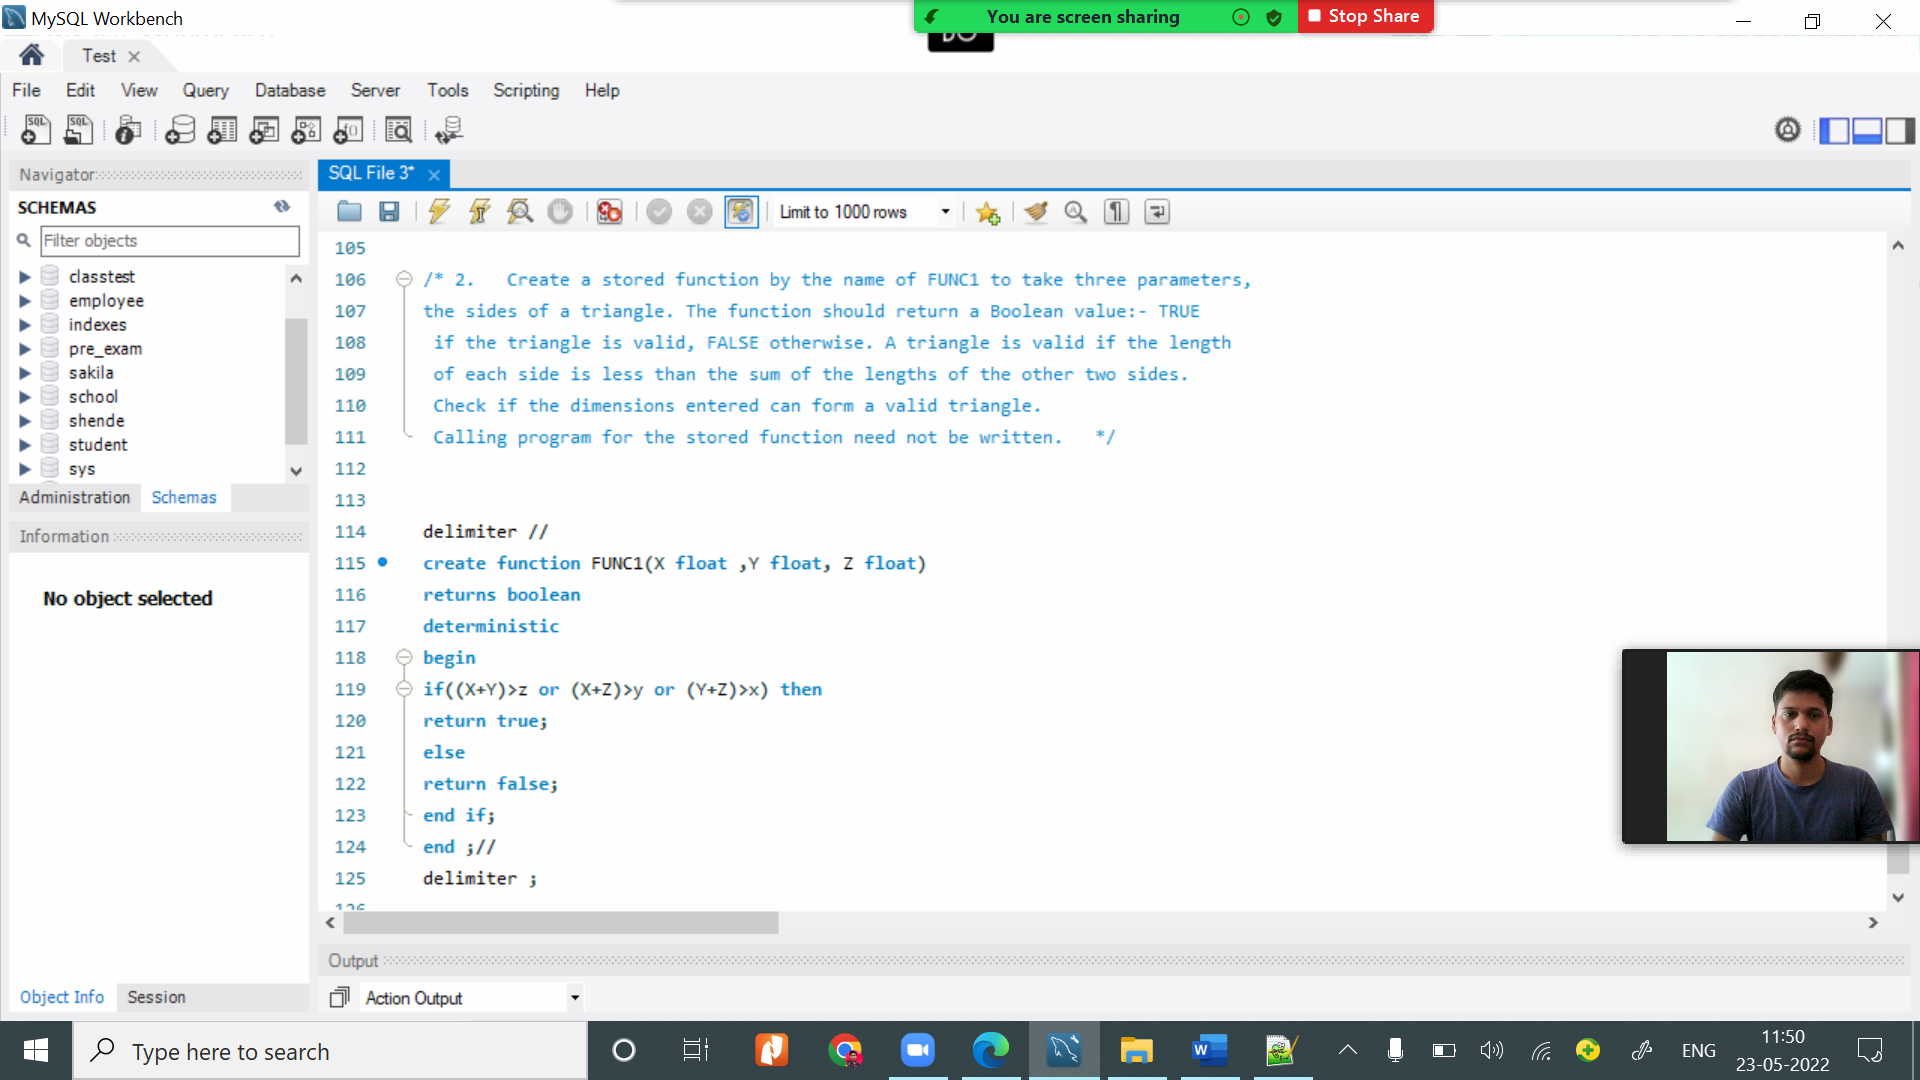 MySQL Workbench
You are screen sharing
Stop Share
Test
File Edit View Query Database Server Tools Scripting Help
Navigator
SCHEMAS
Filter objects
classtest
employee
indexes
pre_exam
sakila
school
shende
student
sys
Administration Schemas
Information
No object selected
Object Info Session
SQL File 3*
Limit to 1000 rows
105
106 /* 2.   Create a stored function by the name of FUNC1 to take three parameters,
107 the sides of a triangle. The function should return a Boolean value:- TRUE
108 if the triangle is valid, FALSE otherwise. A triangle is valid if the length
109 of each side is less than the sum of the lengths of the other two sides.
110 Check if the dimensions entered can form a valid triangle.
111 Calling program for the stored function need not be written.   */
112
113
114 delimiter //
115 create function FUNC1(X float ,Y float, Z float)
116 returns boolean
117 deterministic
118 begin
119 if((X+Y)>z or (X+Z)>y or (Y+Z)>x) then
120 return true;
121 else
122 return false;
123 end if;
124 end ;//
125 delimiter ;
126
Output
Action Output
Type here to search
ENG
11:50
23-05-2022